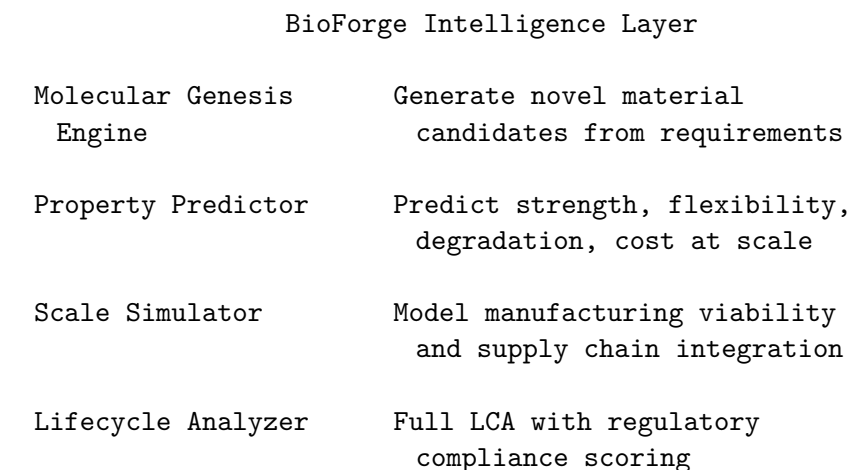 BioForge Intelligence Layer
Molecular Genesis Generate novel material
Engine candidates from requirements
Property Predictor Predict strength, flexibility,
degradation, cost at scale
Scale Simulator Model manufacturing viability
and supply chain integration
Lifecycle Analyzer Full LCA with regulatory
compliance scoring